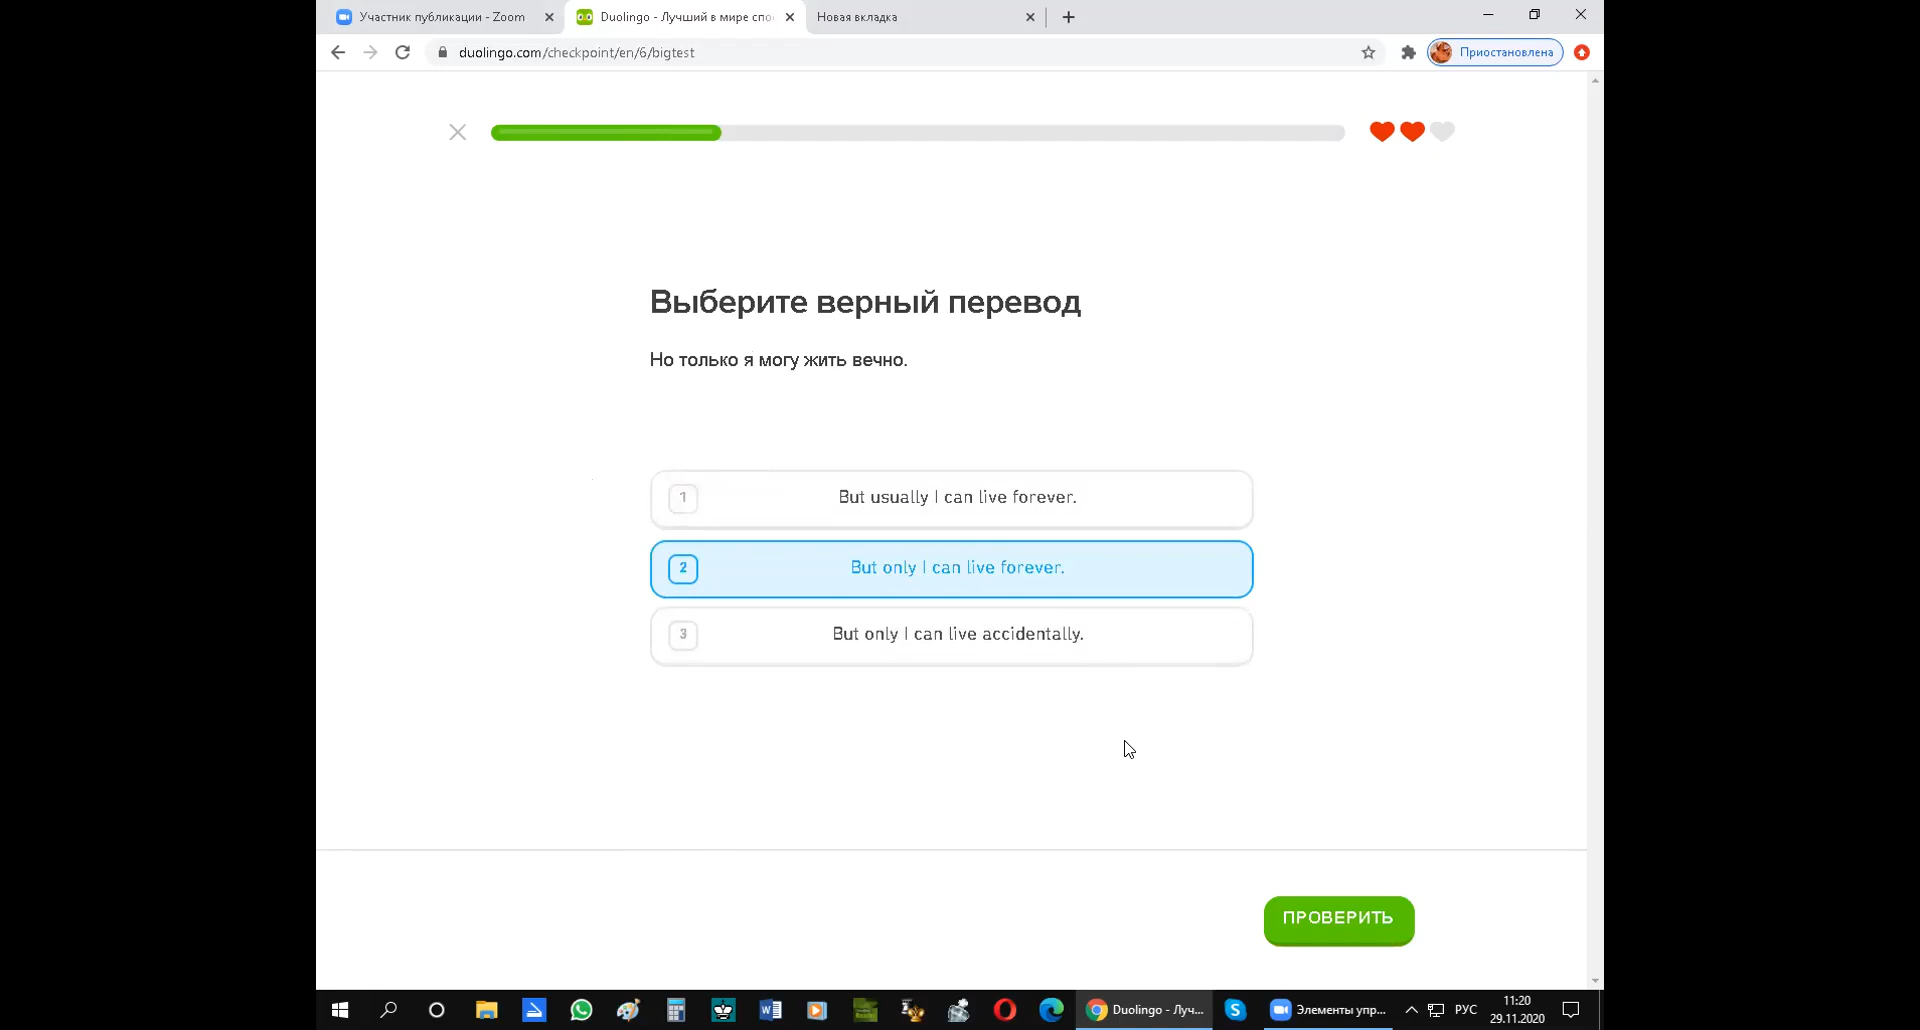 Участник публикации - Zoom
Duolingo - Лучший в мире спо
Новая вкладка
duolingo.com/checkpoint/en/6/bigtest
Приостановлена
Выберите верный перевод
Но только я могу жить вечно.
1 But usually I can live forever.
2 But only I can live forever.
3 But only I can live accidentally.
ПРОВЕРИТЬ
Duolingo - Луч...
Элементы упр...
РУС
11:20
29.11.2020